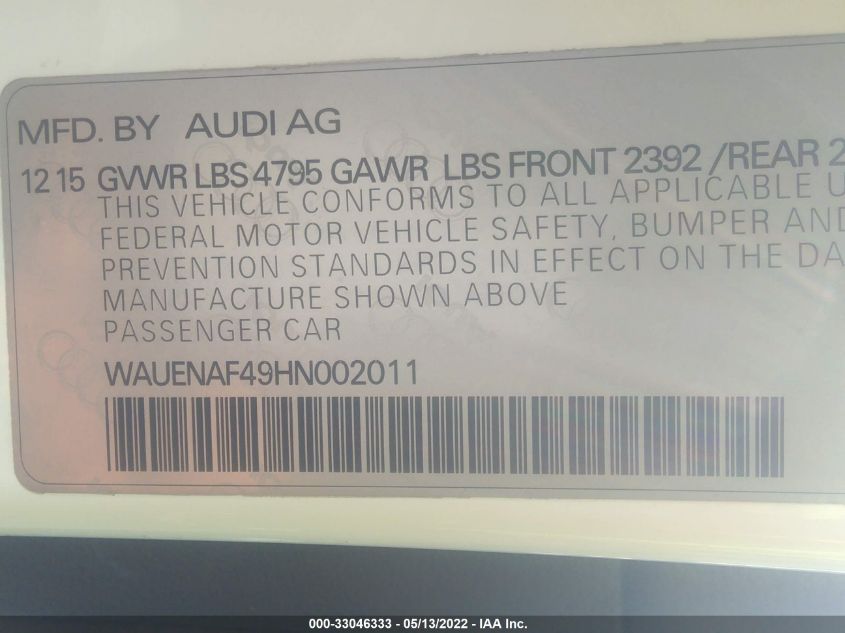 MFD. BY AUDI AG
12 15 GVWR LBS 4795 GAWR LBS FRONT 2392 /REAR 2
THIS VEHICLE CONFORMS TO ALL APPLICABLE U
FEDERAL MOTOR VEHICLE SAFETY, BUMPER AND
PREVENTION STANDARDS IN EFFECT ON THE DA
MANUFACTURE SHOWN ABOVE
PASSENGER CAR
WAUENAF49HN002011
000-33046333 - 05/13/2022 - IAA Inc.